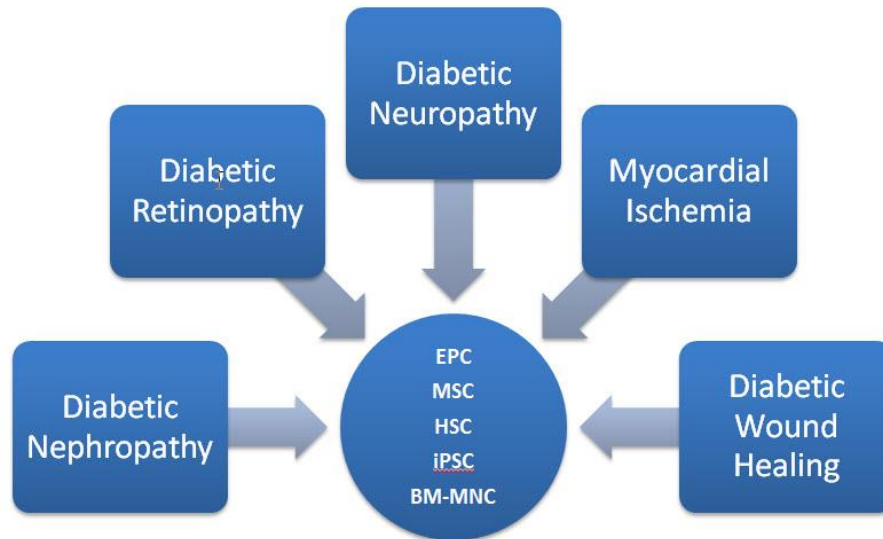 Diabetic
Neuropathy
Diabetic
Retinopathy
Myocardial
Ischemia
Diabetic
Nephropathy
EPC
MSC
HSC
iPSC
BM-MNC
Diabetic
Wound
Healing